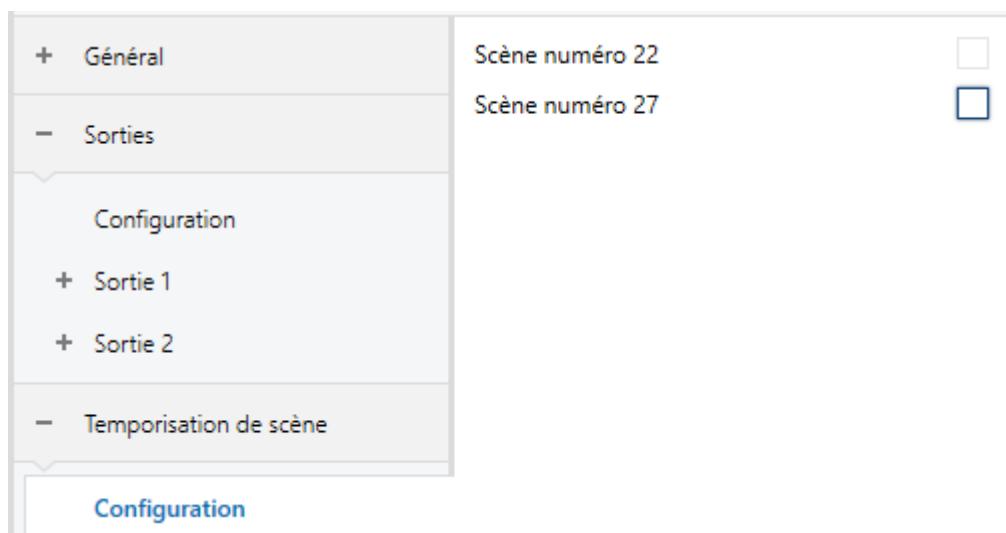 + Général
− Sorties
Configuration
+ Sortie 1
+ Sortie 2
− Temporisation de scène
Configuration
Scène numéro 22
Scène numéro 27